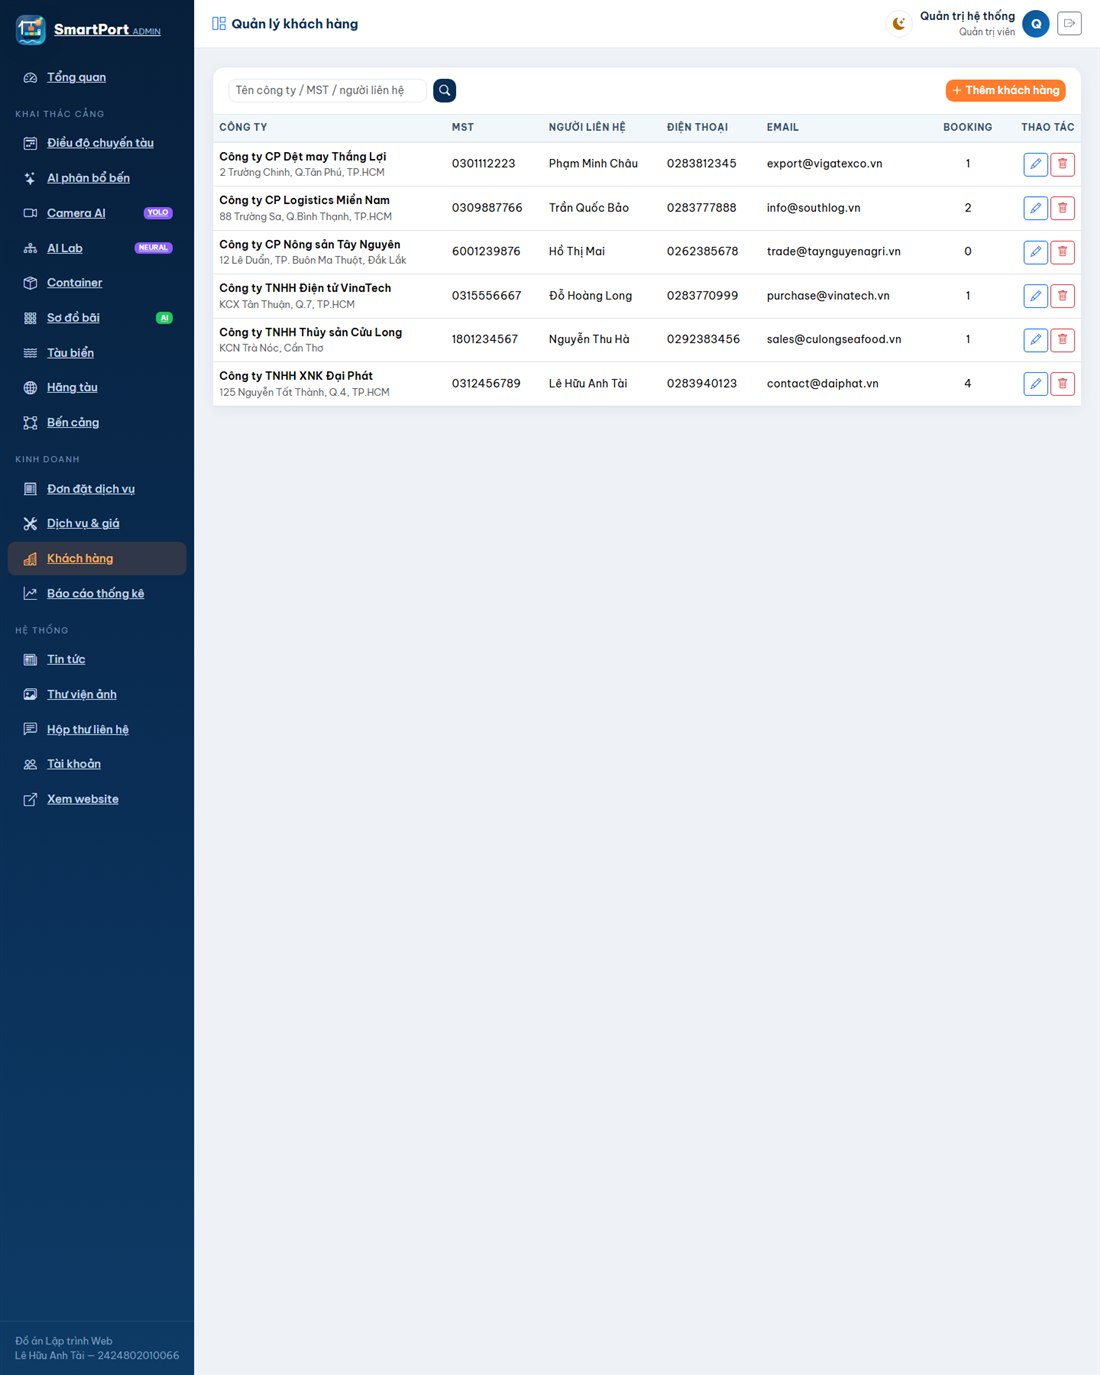 SmartPort ADMIN
Tổng quan
KHAI THÁC CẢNG
Điều độ chuyến tàu
AI phân bổ bến
Camera AI YOLO
AI Lab NEURAL
Container
Sơ đồ bãi AI
Tàu biển
Hãng tàu
Bến cảng
KINH DOANH
Đơn đặt dịch vụ
Dịch vụ & giá
Khách hàng
Báo cáo thống kê
HỆ THỐNG
Tin tức
Thư viện ảnh
Hộp thư liên hệ
Tài khoản
Xem website
Đồ án Lập trình Web
Lê Hữu Anh Tài — 2424802010066
Quản lý khách hàng
Quản trị hệ thống
Quản trị viên
Q
Tên công ty / MST / người liên hệ
+ Thêm khách hàng
CÔNG TY MST NGƯỜI LIÊN HỆ ĐIỆN THOẠI EMAIL BOOKING THAO TÁC
Công ty CP Dệt may Thắng Lợi
2 Trường Chinh, Q.Tân Phú, TP.HCM
0301112223 Phạm Minh Châu 0283812345 export@vigatexco.vn 1
Công ty CP Logistics Miền Nam
88 Trường Sa, Q.Bình Thạnh, TP.HCM
0309887766 Trần Quốc Bảo 0283777888 info@southlog.vn 2
Công ty CP Nông sản Tây Nguyên
12 Lê Duẩn, TP. Buôn Ma Thuột, Đắk Lắk
6001239876 Hồ Thị Mai 0262385678 trade@taynguyenagri.vn 0
Công ty TNHH Điện tử VinaTech
KCX Tân Thuận, Q.7, TP.HCM
0315556667 Đỗ Hoàng Long 0283770999 purchase@vinatech.vn 1
Công ty TNHH Thủy sản Cửu Long
KCN Trà Nóc, Cần Thơ
1801234567 Nguyễn Thu Hà 0292383456 sales@culongseafood.vn 1
Công ty TNHH XNK Đại Phát
125 Nguyễn Tất Thành, Q.4, TP.HCM
0312456789 Lê Hữu Anh Tài 0283940123 contact@daiphat.vn 4